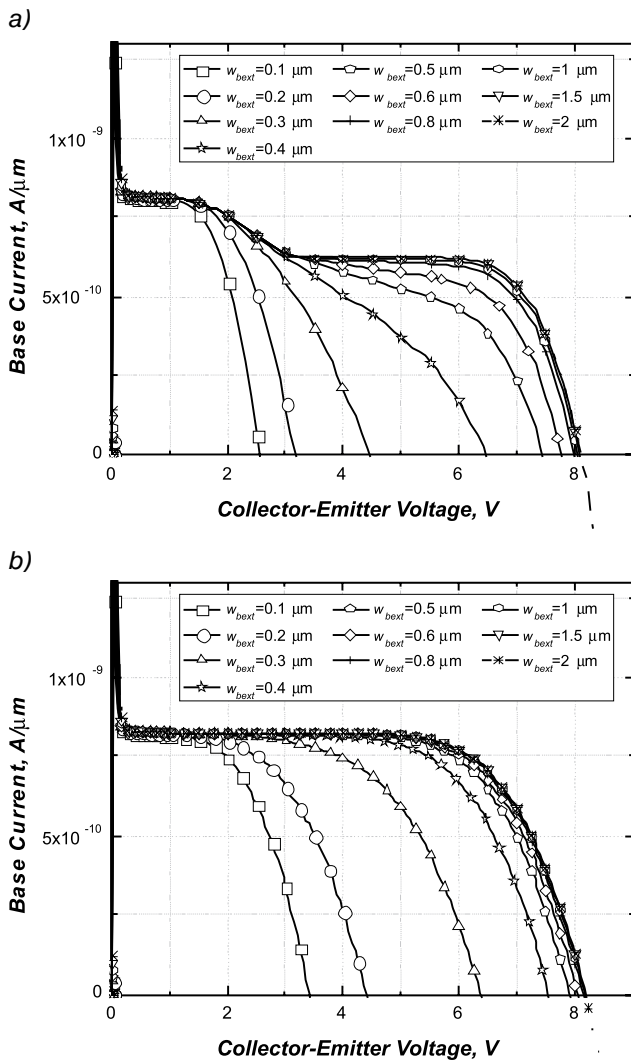 a)
w_bext=0.1 μm w_bext=0.5 μm w_bext=1 μm
w_bext=0.2 μm w_bext=0.6 μm w_bext=1.5 μm
w_bext=0.3 μm w_bext=0.8 μm w_bext=2 μm
w_bext=0.4 μm
1x10⁻⁹
5x10⁻¹⁰
0
Base Current, A/μm
0 2 4 6 8
Collector-Emitter Voltage, V
b)
w_bext=0.1 μm w_bext=0.5 μm w_bext=1 μm
w_bext=0.2 μm w_bext=0.6 μm w_bext=1.5 μm
w_bext=0.3 μm w_bext=0.8 μm w_bext=2 μm
w_bext=0.4 μm
1x10⁻⁹
5x10⁻¹⁰
0
Base Current, A/μm
0 2 4 6 8
Collector-Emitter Voltage, V